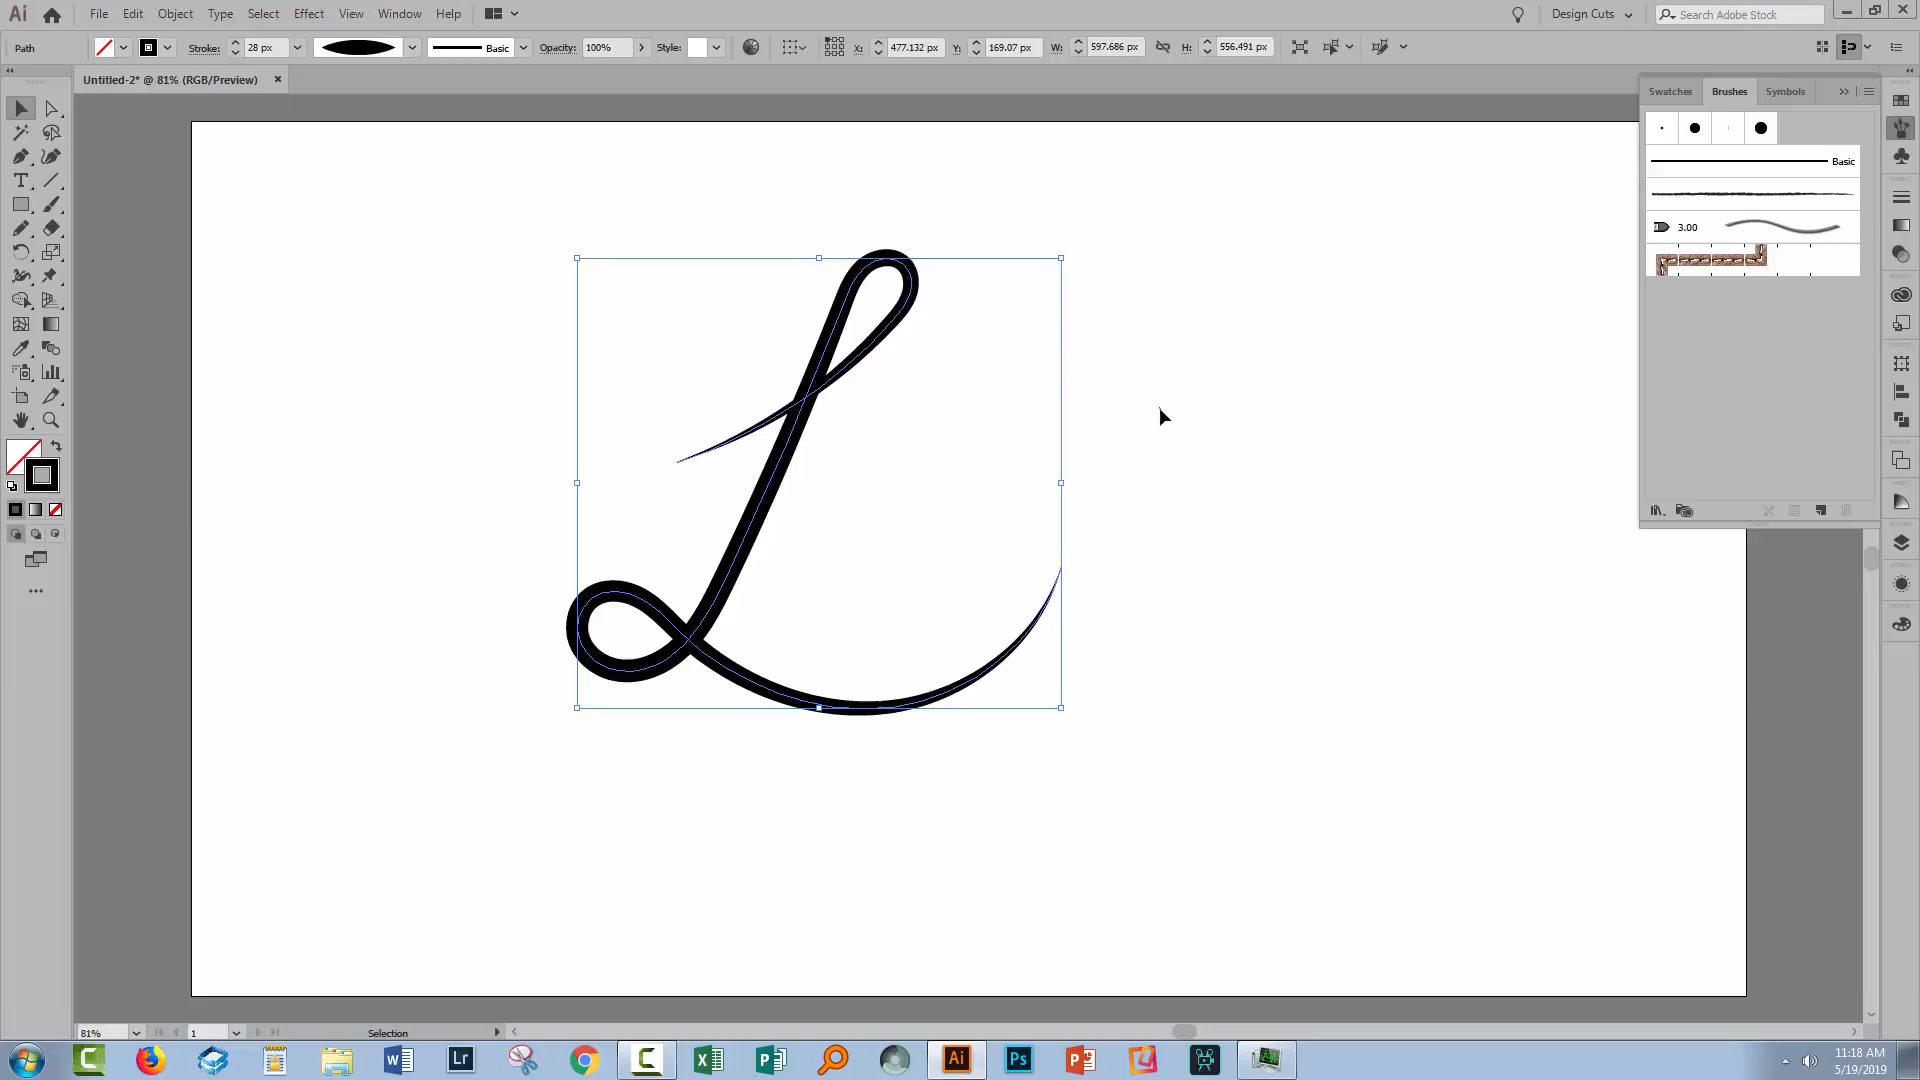 Ai File Edit Object Type Select Effect View Window Help Design Cuts Search Adobe Stock
Path Stroke: 28 px Basic Opacity: 100% Style: X: 477.132 px Y: 169.07 px W: 597.686 px H: 556.491 px
Untitled-2* @ 81% (RGB/Preview) ×
Swatches Brushes Symbols
Basic
3.00
81% 1 Selection
11:18 AM
5/19/2019